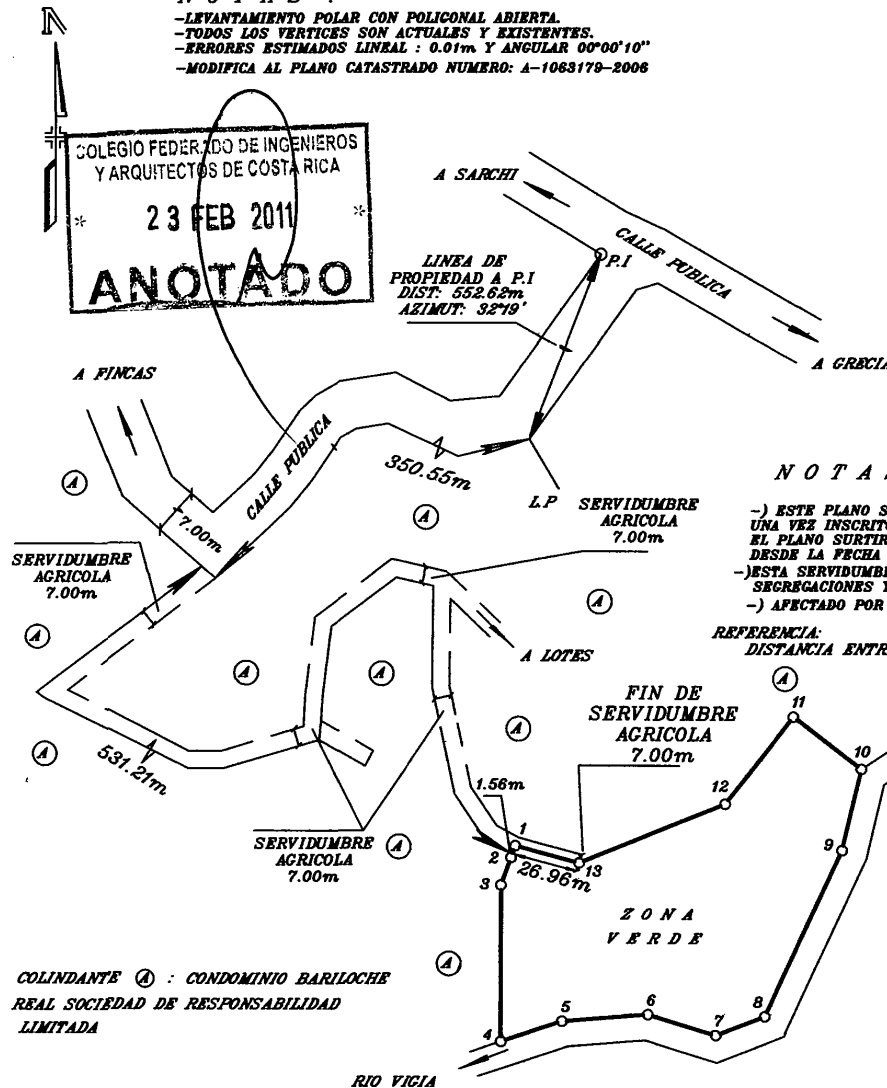 N
-LEVANTAMIENTO POLAR CON POLIGONAL ABIERTA.
-TODOS LOS VERTICES SON ACTUALES Y EXISTENTES.
-ERRORES ESTIMADOS LINEAL : 0.01m Y ANGULAR 00°00'10"
-MODIFICA AL PLANO CATASTRADO NUMERO: A-1063179-2006
COLEGIO FEDERADO DE INGENIEROS
Y ARQUITECTOS DE COSTA RICA
* 23 FEB 2011 *
ANOTADO
A SARCHI
CALLE PUBLICA
P.I
LINEA DE
PROPIEDAD A P.I
DIST: 552.62m
AZIMUT: 32°19'
A GRECIA
A FINCAS
CALLE PUBLICA
350.55m
A
7.00m
A
L.P
SERVIDUMBRE
AGRICOLA
7.00m
N O T A
-) ESTE PLANO S
UNA VEZ INSCRIT
EL PLANO SURTIR
DESDE LA FECHA
-)ESTA SERVIDUMBR
SEGREGACIONES Y
-) AFECTADO POR
REFERENCIA:
DISTANCIA ENTR
SERVIDUMBRE
AGRICOLA
7.00m
A
A
A LOTES
A
A
A
A
FIN DE
SERVIDUMBRE
AGRICOLA
7.00m
A
11
10
531.21m
A
1.56m
12
9
SERVIDUMBRE
AGRICOLA
7.00m
A
1
2
26.96m
13
3
ZONA
VERDE
A
COLINDANTE A : CONDOMINIO BARILOCHE
REAL SOCIEDAD DE RESPONSABILIDAD
LIMITADA
4
5
6
7
8
RIO VIGIA